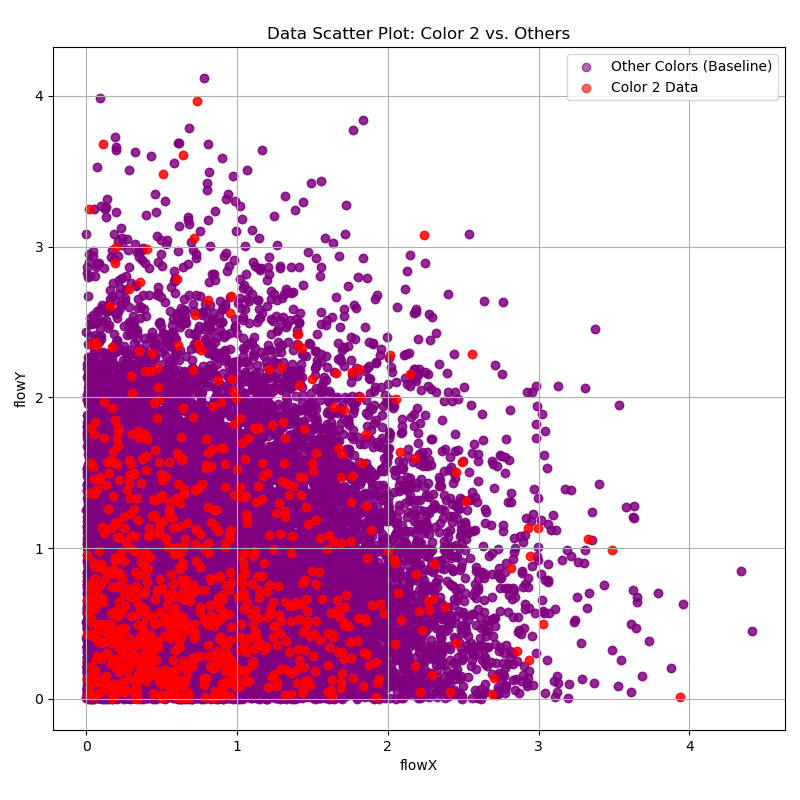 Data Scatter Plot: Color 2 vs. Others
Other Colors (Baseline)
Color 2 Data
flowY
4
3
2
1
0
0 1 2 3 4
flowX